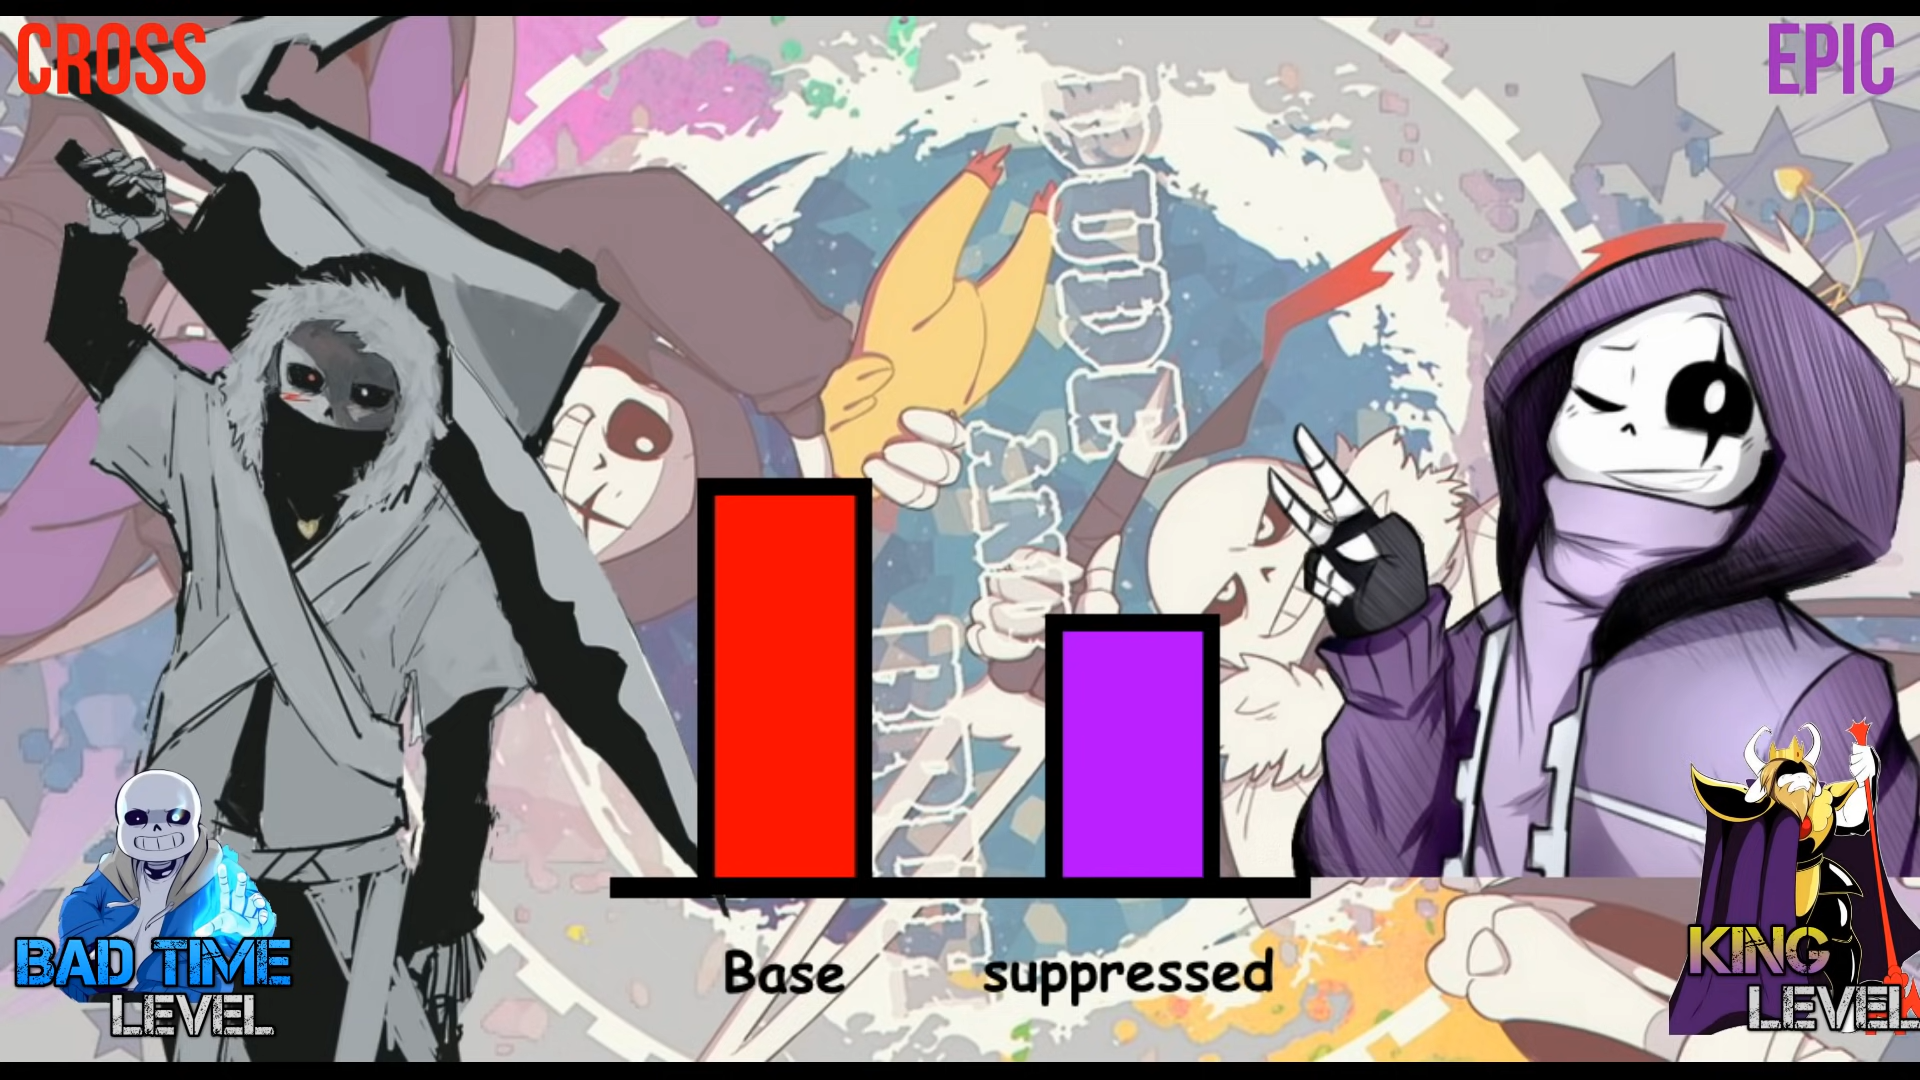 CROSS
EPIC
Base
suppressed
BAD TIME
LEVEL
KING
LEVEL